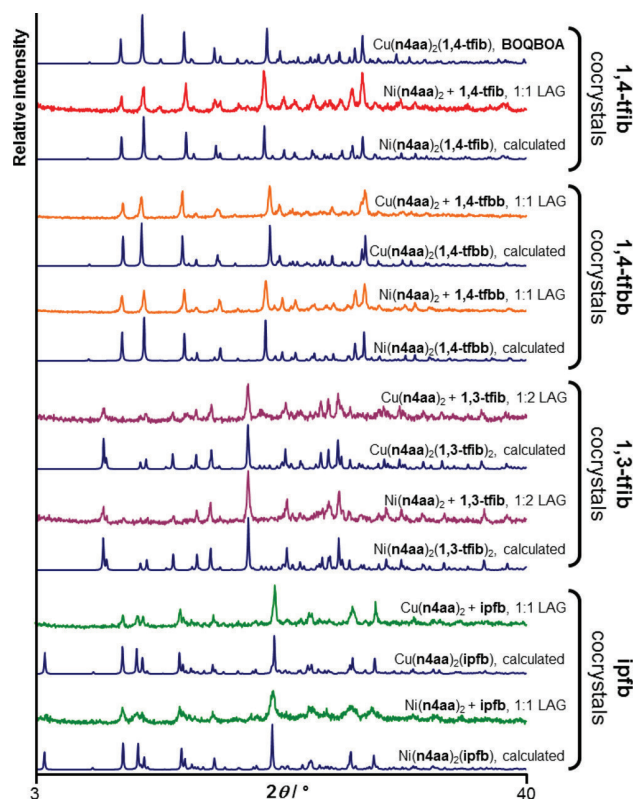 Relative Intensity
Cu(n4aa)₂(1,4-tfib), BOQBOA
Ni(n4aa)₂ + 1,4-tfib, 1:1 LAG
Ni(n4aa)₂(1,4-tfib), calculated
1,4-tfib
cocrystals
Cu(n4aa)₂ + 1,4-tfbb, 1:1 LAG
Cu(n4aa)₂(1,4-tfbb), calculated
Ni(n4aa)₂ + 1,4-tfbb, 1:1 LAG
Ni(n4aa)₂(1,4-tfbb), calculated
1,4-tfbb
cocrystals
Cu(n4aa)₂ + 1,3-tfib, 1:2 LAG
Cu(n4aa)₂(1,3-tfib)₂, calculated
Ni(n4aa)₂ + 1,3-tfib, 1:2 LAG
Ni(n4aa)₂(1,3-tfib)₂, calculated
1,3-tfib
cocrystals
Cu(n4aa)₂ + ipfb, 1:1 LAG
Cu(n4aa)₂(ipfb), calculated
Ni(n4aa)₂ + ipfb, 1:1 LAG
Ni(n4aa)₂(ipfb), calculated
ipfb
cocrystals
3
2θ / °
40